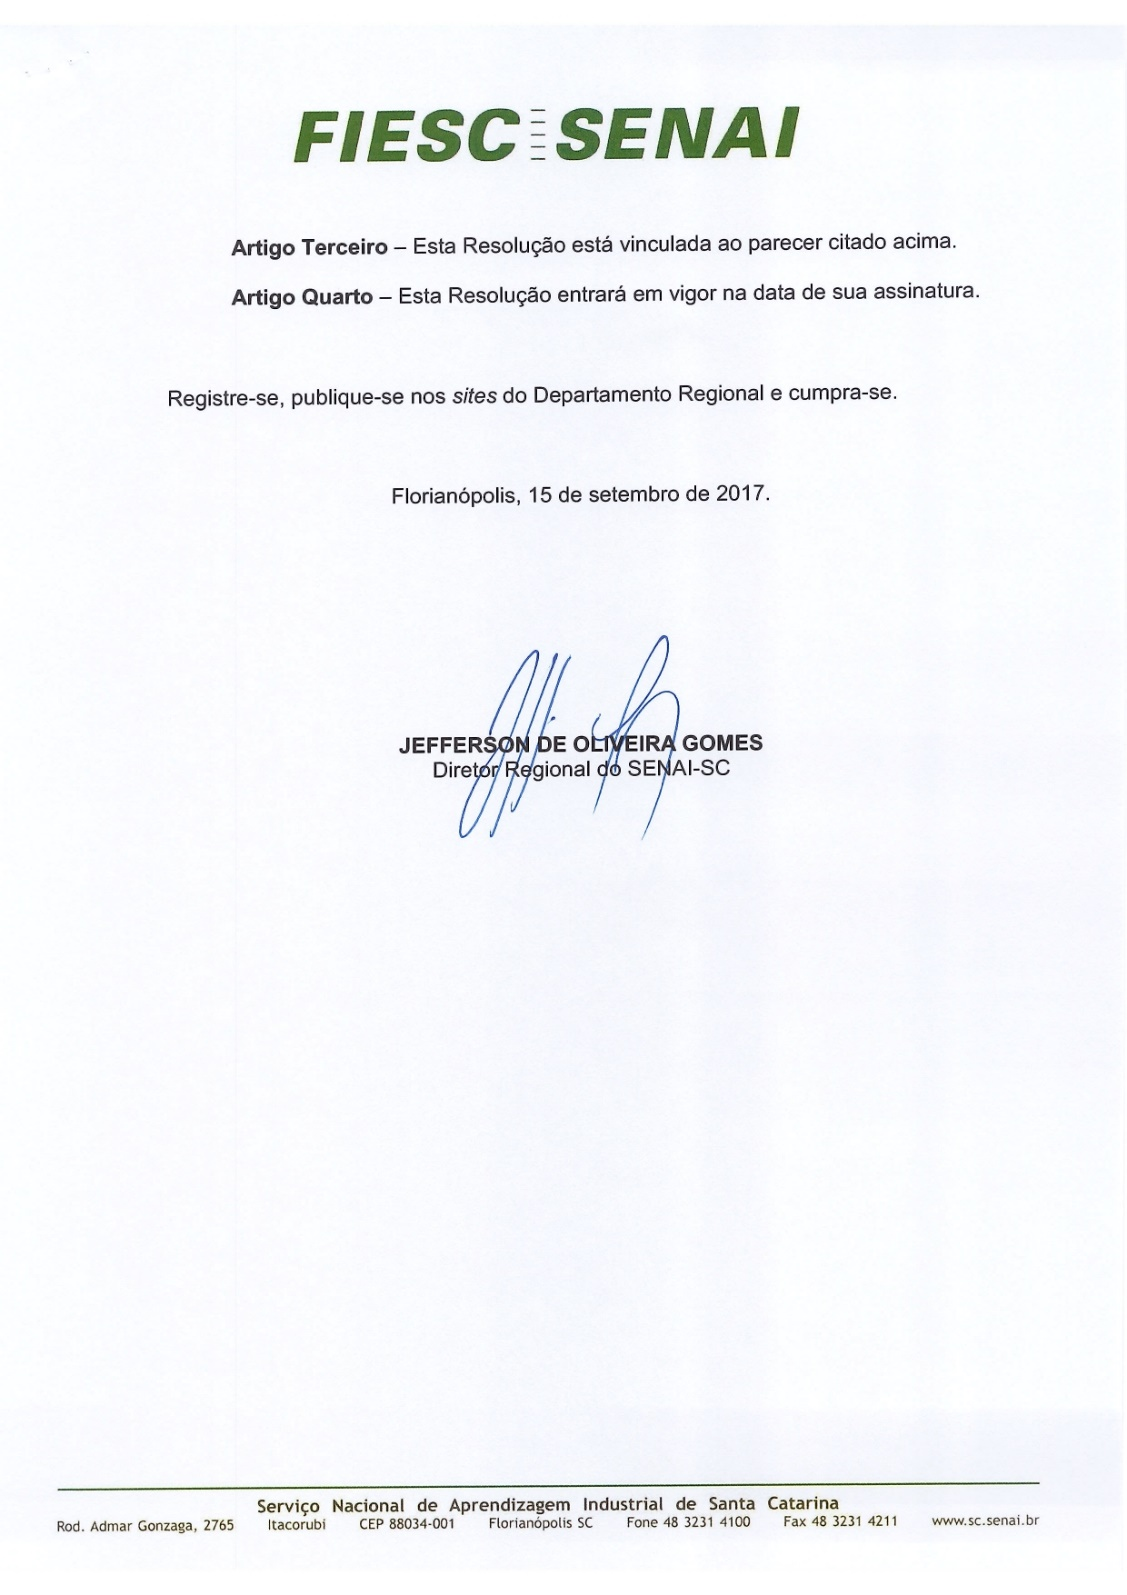 FIESC SENAI
Artigo Terceiro – Esta Resolução está vinculada ao parecer citado acima.
Artigo Quarto – Esta Resolução entrará em vigor na data de sua assinatura.
Registre-se, publique-se nos sites do Departamento Regional e cumpra-se.
Florianópolis, 15 de setembro de 2017.
JEFFERSON DE OLIVEIRA GOMES
Diretor Regional do SENAI-SC
Serviço Nacional de Aprendizagem Industrial de Santa Catarina
Rod. Admar Gonzaga, 2765 Itacorubi CEP 88034-001 Florianópolis SC Fone 48 3231 4100 Fax 48 3231 4211 www.sc.senai.br